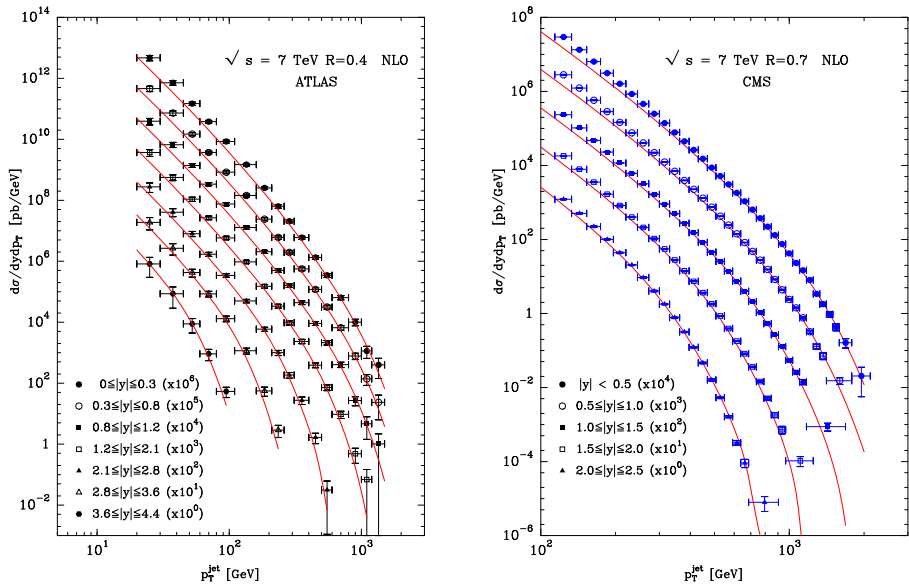 √ s = 7 TeV R=0.4 NLO
ATLAS
dσ/dydp_T [pb/GeV]
10^14
10^12
10^10
10^8
10^6
10^4
10^2
1
10^-2
0≤|y|≤0.3 (x10^6)
0.3≤|y|≤0.8 (x10^5)
0.8≤|y|≤1.2 (x10^4)
1.2≤|y|≤2.1 (x10^3)
2.1≤|y|≤2.8 (x10^2)
2.8≤|y|≤3.6 (x10^1)
3.6≤|y|≤4.4 (x10^0)
10^1 10^2 10^3
p_T^jet [GeV]
√ s = 7 TeV R=0.7 NLO
CMS
dσ/dydp_T [pb/GeV]
10^8
10^6
10^4
10^2
1
10^-2
10^-4
10^-6
|y| < 0.5 (x10^4)
0.5≤|y|≤1.0 (x10^3)
1.0≤|y|≤1.5 (x10^2)
1.5≤|y|≤2.0 (x10^1)
2.0≤|y|≤2.5 (x10^0)
10^2 10^3
p_T^jet [GeV]